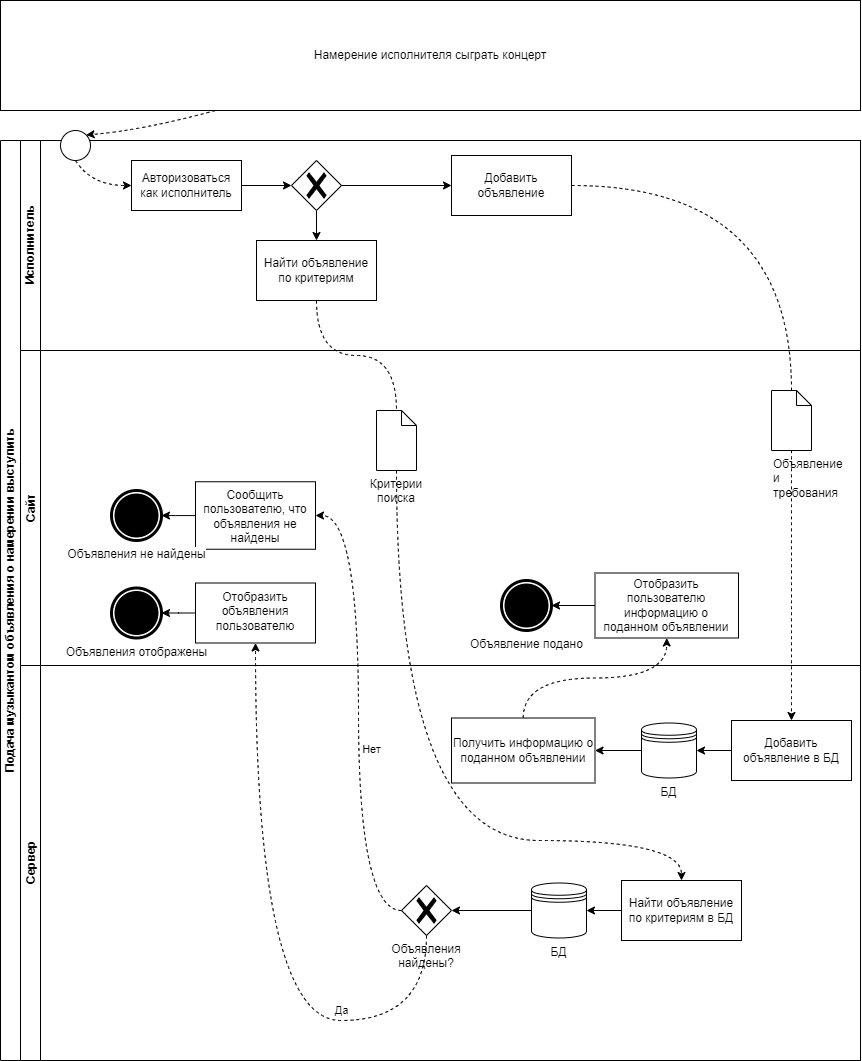 Намерение исполнителя сыграть концерт
Подача музыкантом объявления о намерении выступить
Исполнитель
Авторизоваться
как исполнитель
Добавить
объявление
Найти объявление
по критериям
Сайт
Критерии
поиска
Объявление
и
требования
Сообщить
пользователю, что
объявления не
найдены
Объявления не найдены
Отобразить
объявления
пользователю
Объявления отображены
Отобразить
пользователю
информацию о
поданном объявлении
Объявление подано
Сервер
Получить информацию о
поданном объявлении
БД
Добавить
объявление в БД
Нет
Найти объявление
по критериям в БД
БД
Объявления
найдены?
Да